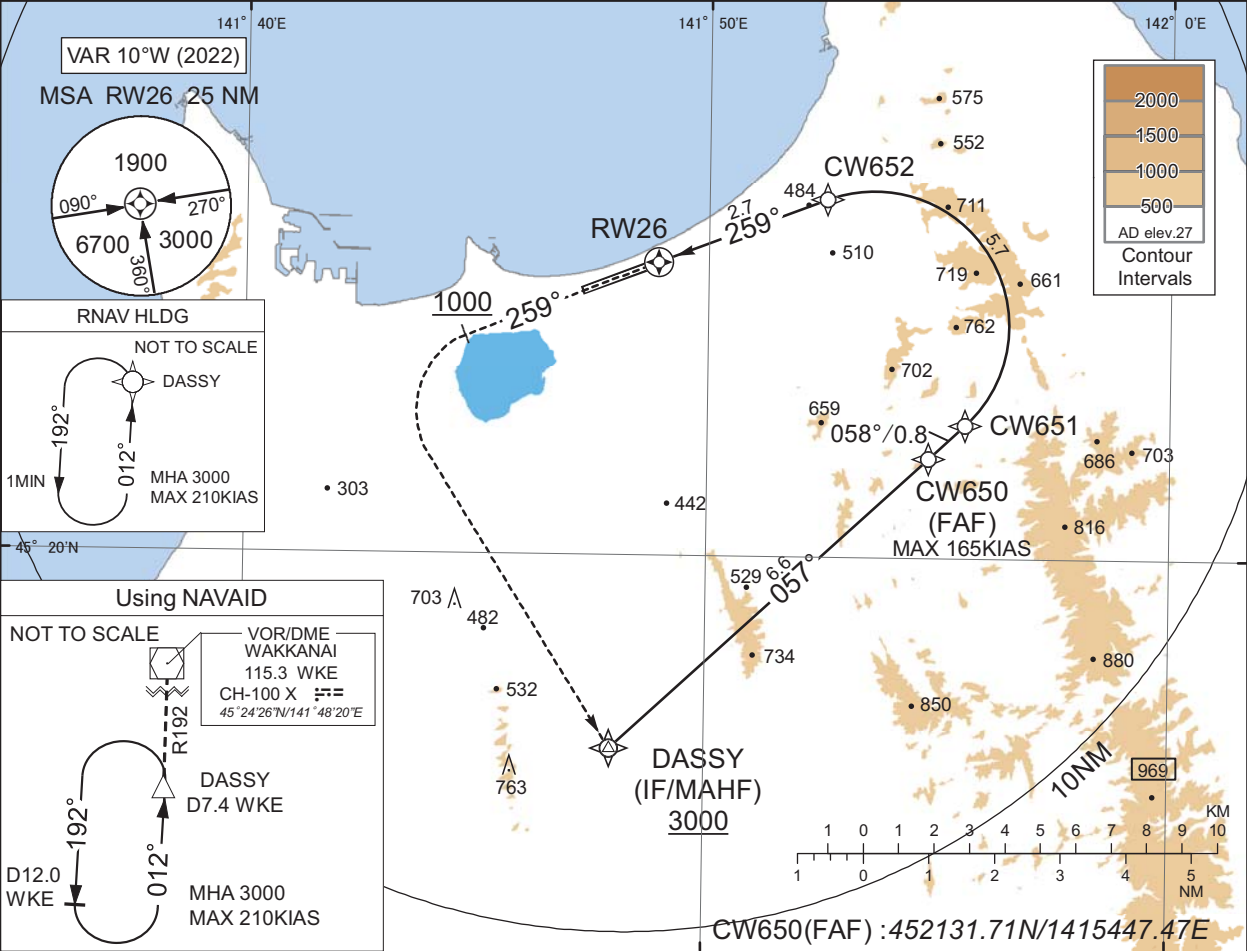 141° 40'E
141° 50'E
142° 0'E
VAR 10°W (2022)
MSA RW26 25 NM
1900
090°
270°
6700
3000
360°
2000
1500
1000
500
AD elev.27
Contour
Intervals
575
552
CW652
484
711
2.7
259°
RW26
510
5.7
719
661
1000
259°
762
702
RNAV HLDG
NOT TO SCALE
DASSY
192°
012°
1MIN
MHA 3000
MAX 210KIAS
659
058°/0.8
CW651
686
703
CW650
(FAF)
MAX 165KIAS
303
442
816
45° 20'N
529
6.6
057°
703
482
734
880
532
850
Using NAVAID
NOT TO SCALE
VOR/DME
WAKKANAI
115.3 WKE
CH-100 X
45°24'26"N/141°48'20"E
R192
DASSY
D7.4 WKE
192°
012°
D12.0
WKE
MHA 3000
MAX 210KIAS
763
DASSY
(IF/MAHF)
3000
10NM
969
KM
1 0 1 2 3 4 5 6 7 8 9 10
1 0 1 2 3 4 5
NM
CW650(FAF) :452131.71N/1415447.47E